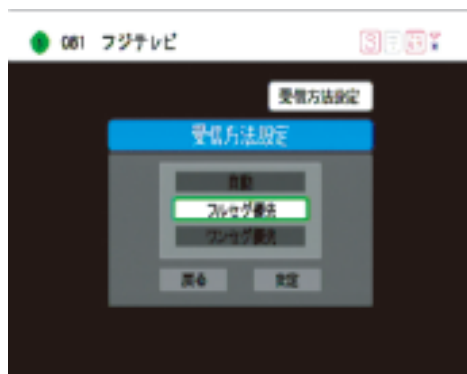 081 フジテレビ
受信方法設定
受信方法設定
自動
フルセグ優先
ワンセグ優先
戻る 設定